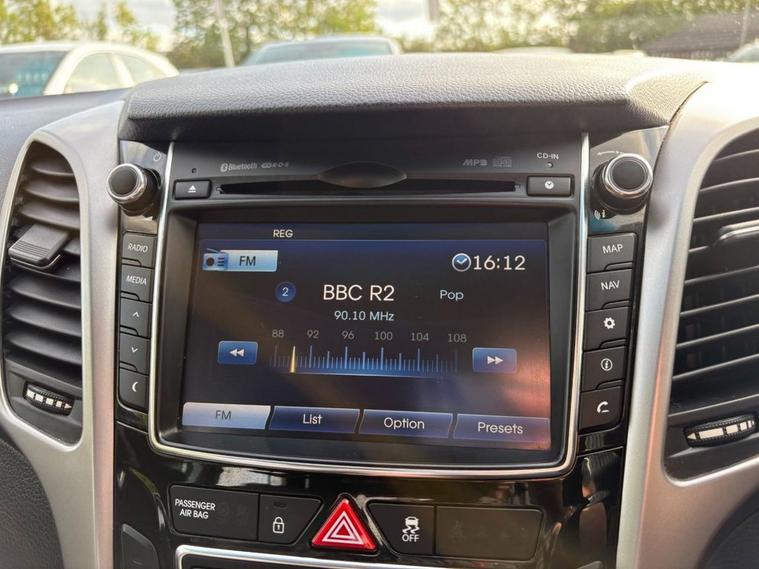 Bluetooth R·D·S MP3 CD-IN
RADIO
MEDIA
REG
FM
16:12
2 BBC R2 Pop
90.10 MHz
88 92 96 100 104 108
FM List Option Presets
MAP
NAV
PASSENGER
AIR BAG
OFF